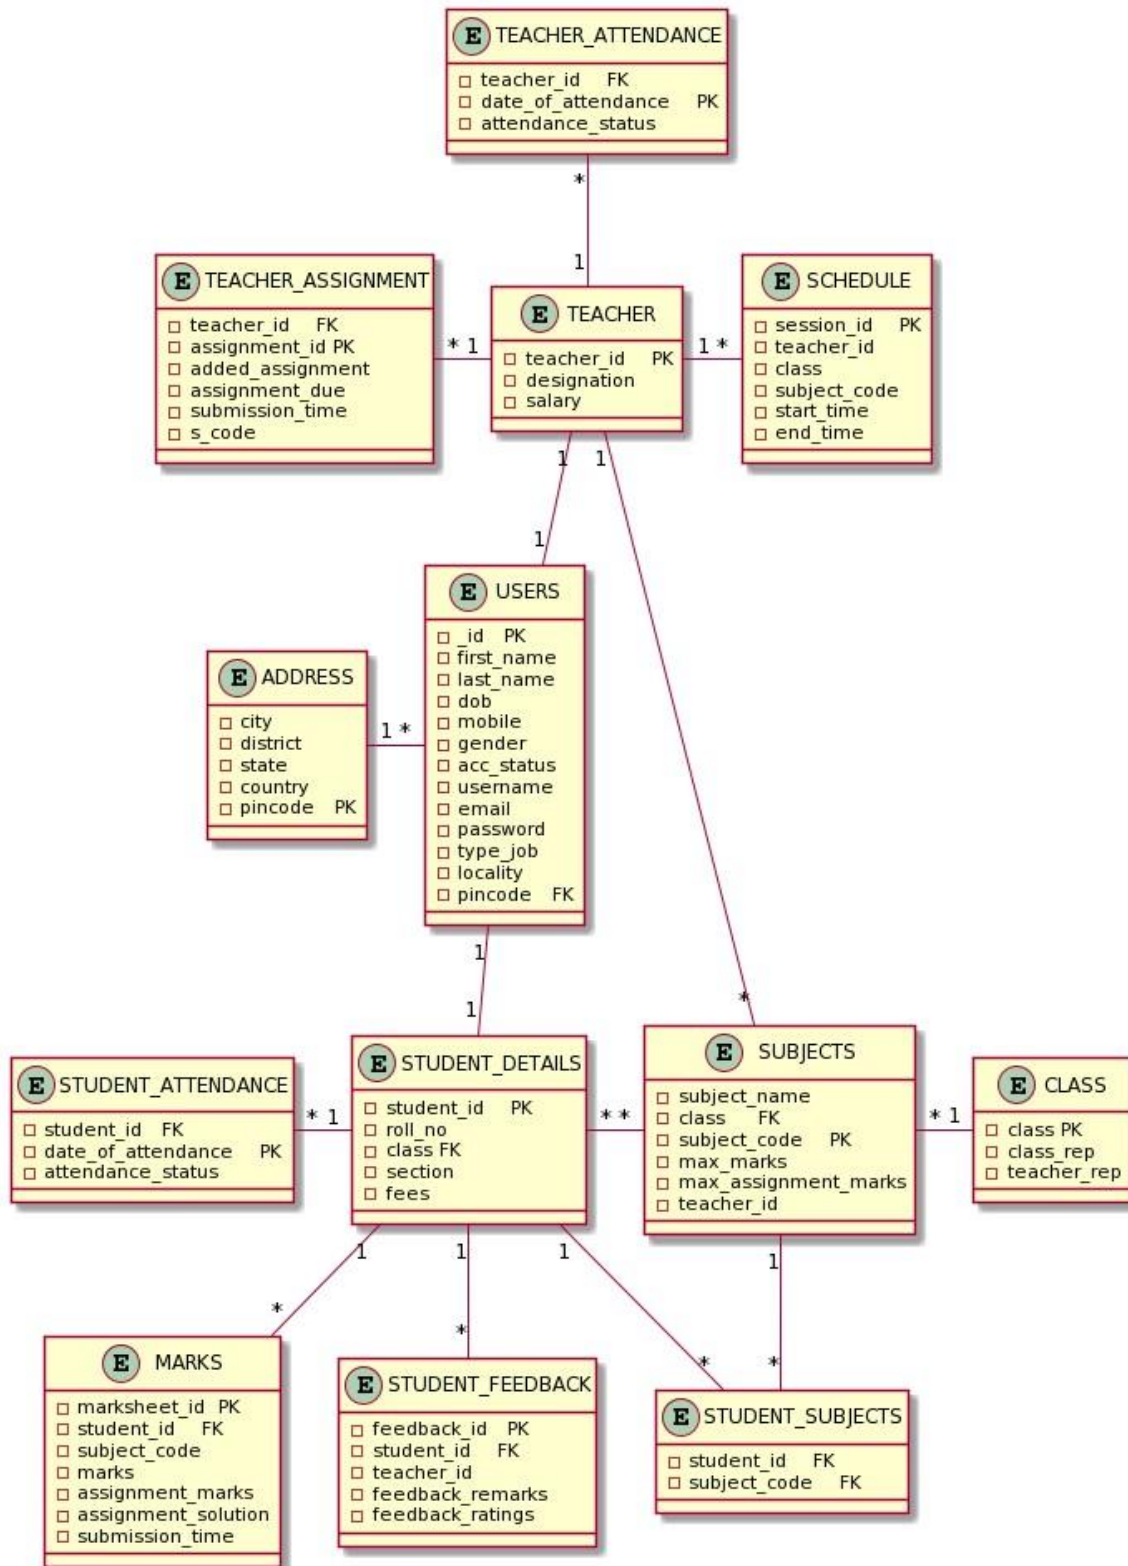 E TEACHER_ATTENDANCE
teacher_id FK
date_of_attendance PK
attendance_status
*
1
E TEACHER_ASSIGNMENT
teacher_id FK
assignment_id PK
added_assignment
assignment_due
submission_time
s_code
* 1
E TEACHER
teacher_id PK
designation
salary
1 *
E SCHEDULE
session_id PK
teacher_id
class
subject_code
start_time
end_time
1
1
1
E USERS
_id PK
first_name
last_name
dob
mobile
gender
acc_status
username
email
password
type_job
locality
pincode FK
E ADDRESS
city
district
state
country
pincode PK
1 *
1
1
*
E STUDENT_ATTENDANCE
student_id FK
date_of_attendance PK
attendance_status
* 1
E STUDENT_DETAILS
student_id PK
roll_no
class FK
section
fees
* *
E SUBJECTS
subject_name
class FK
subject_code PK
max_marks
max_assignment_marks
teacher_id
* 1
E CLASS
class PK
class_rep
teacher_rep
1
1
1
1
*
*
*
*
E MARKS
marksheet_id PK
student_id FK
subject_code
marks
assignment_marks
assignment_solution
submission_time
E STUDENT_FEEDBACK
feedback_id PK
student_id FK
teacher_id
feedback_remarks
feedback_ratings
E STUDENT_SUBJECTS
student_id FK
subject_code FK